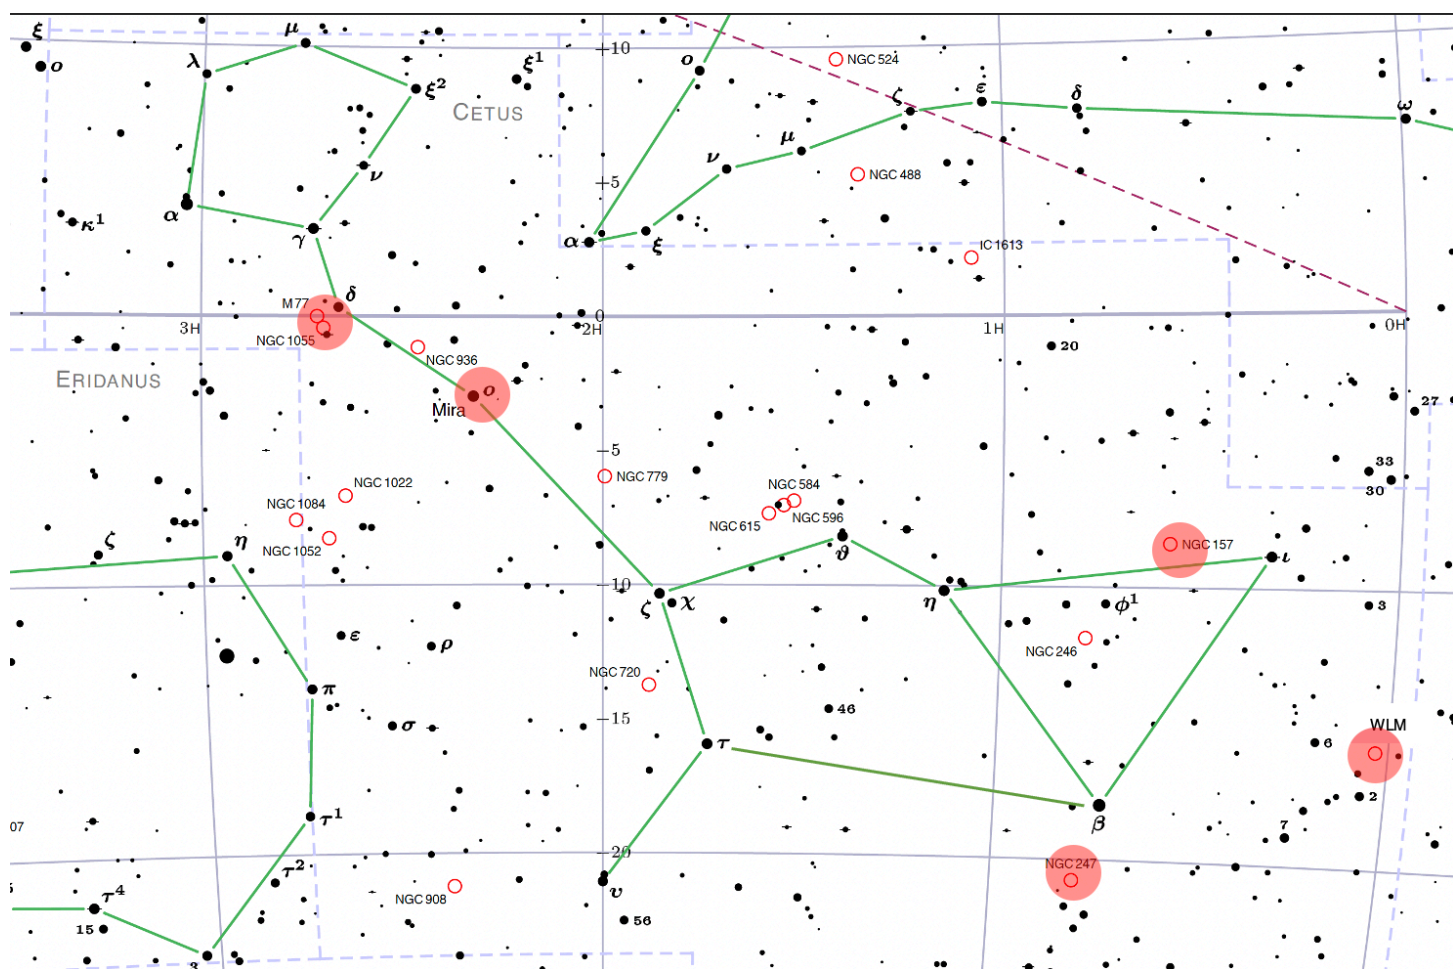 ξ
ο
μ
λ
ξ²
CETUS
ξ¹
+10
ο
NGC 524
ζ
ε
δ
ω
ν
μ
ν
NGC 488
α
κ¹
γ
+5
α
ξ
IC 1613
δ
M 77
NGC 1055
3H
0
2H
1H
0H
NGC 936
20
ERIDANUS
ο
Mira
27
-5
33
30
NGC 779
NGC 584
NGC 615
NGC 596
NGC 1022
NGC 1084
NGC 1052
ζ
η
ϑ
NGC 157
ι
-10
ζ
χ
η
ϕ¹
3
ε
ρ
NGC 246
π
NGC 720
46
σ
-15
τ
WLM
6
2
β
7
07
τ¹
-20
τ²
NGC 247
τ⁴
NGC 908
υ
15
56